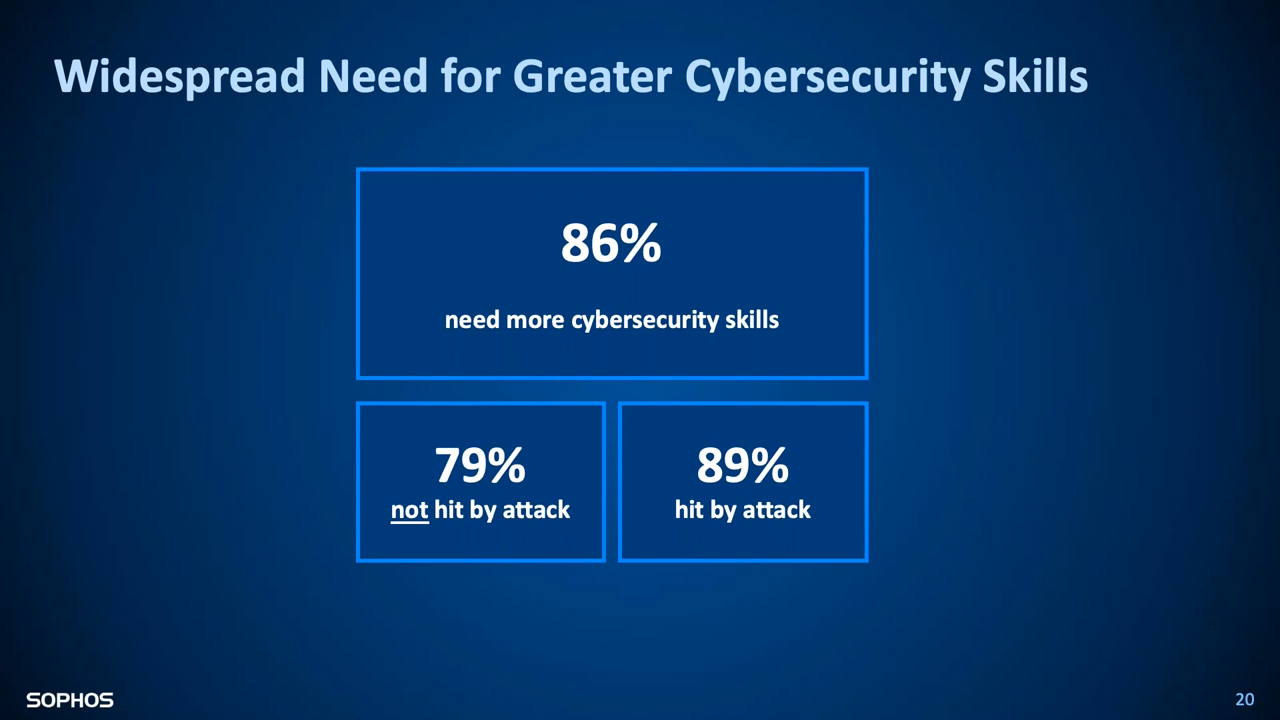 Widespread Need for Greater Cybersecurity Skills
86%
need more cybersecurity skills
79%
not hit by attack
89%
hit by attack
SOPHOS
20